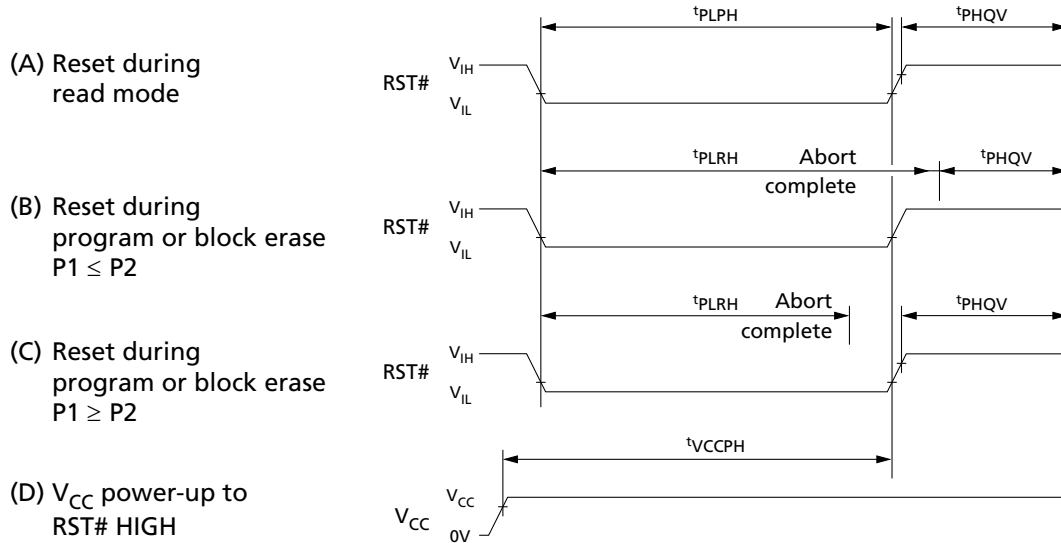 tPLPH tPHQV
(A) Reset during
read mode
RST#
VIH
VIL
tPLRH Abort
complete
tPHQV
(B) Reset during
program or block erase
P1 ≤ P2
RST#
VIH
VIL
tPLRH Abort
complete
tPHQV
(C) Reset during
program or block erase
P1 ≥ P2
RST#
VIH
VIL
tVCCPH
(D) VCC power-up to
RST# HIGH
VCC
VCC
0V